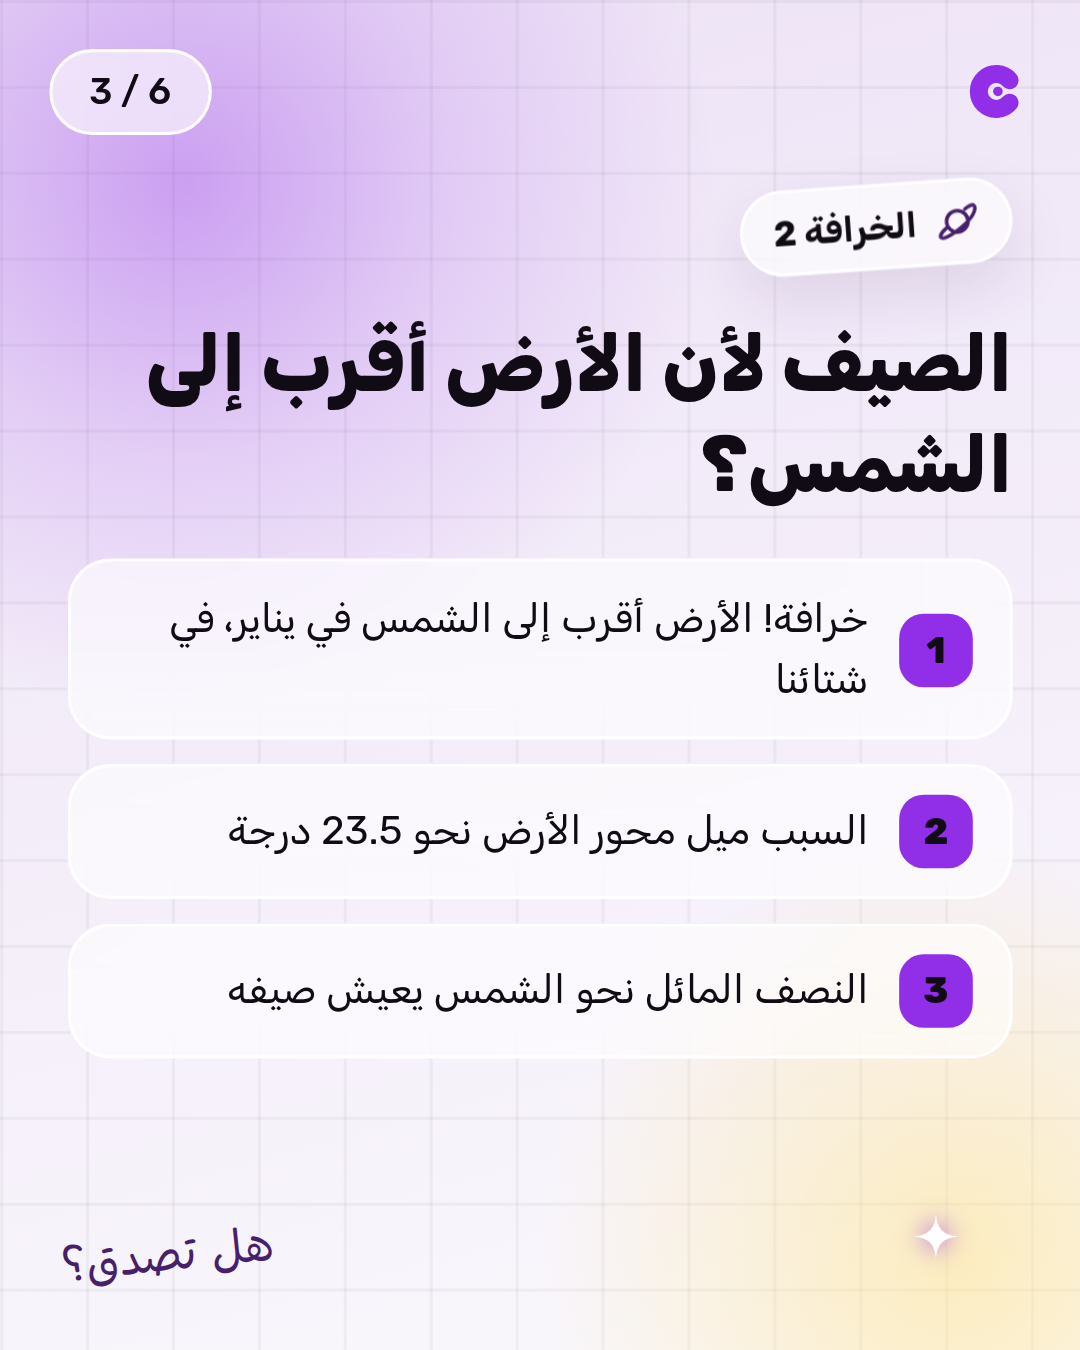 3 / 6
الخرافة 2
الصيف لأن الأرض أقرب إلى
الشمس؟
1
خرافة! الأرض أقرب إلى الشمس في يناير، في
شتائنا
2
السبب ميل محور الأرض نحو 23.5 درجة
3
النصف المائل نحو الشمس يعيش صيفه
هل تصدق؟